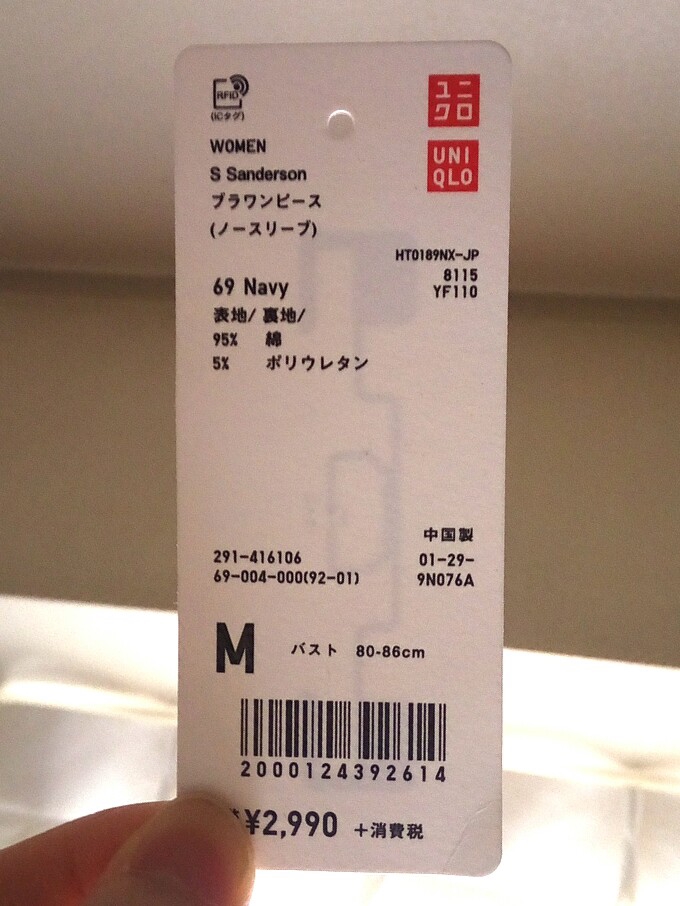 RFID
(ICタグ)
ユニ
クロ
UNI
QLO
WOMEN
S Sanderson
ブラワンピース
(ノースリーブ)
HT0189NX-JP
8115
YF110
69 Navy
表地/ 裏地/
95% 綿
5% ポリウレタン
中国製
291-416106
01-29-
69-004-000(92-01)
9N076A
M バスト 80-86cm
2000124392614
¥2,990 +消費税